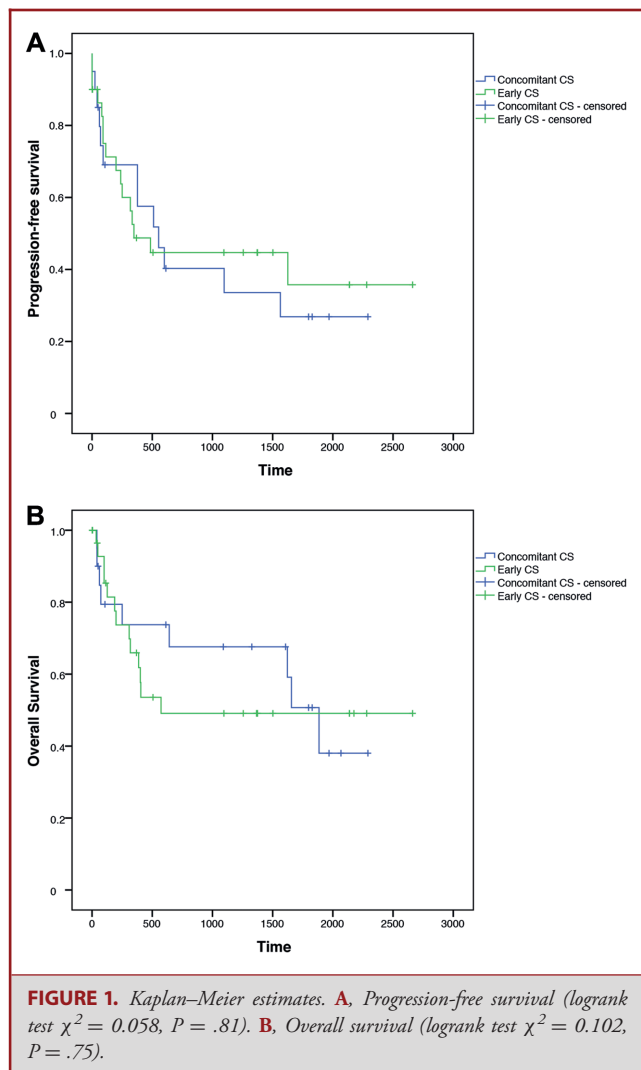 A
1.0
0.8
0.6
0.4
0.2
0
Progression-free survival
0 500 1000 1500 2000 2500 3000
Time
Concomitant CS
Early CS
Concomitant CS - censored
Early CS - censored
B
1.0
0.8
0.6
0.4
0.2
0
Overall Survival
0 500 1000 1500 2000 2500 3000
Time
Concomitant CS
Early CS
Concomitant CS - censored
Early CS - censored
FIGURE 1. Kaplan–Meier estimates. A, Progression-free survival (logrank
test χ² = 0.058, P = .81). B, Overall survival (logrank test χ² = 0.102,
P = .75).